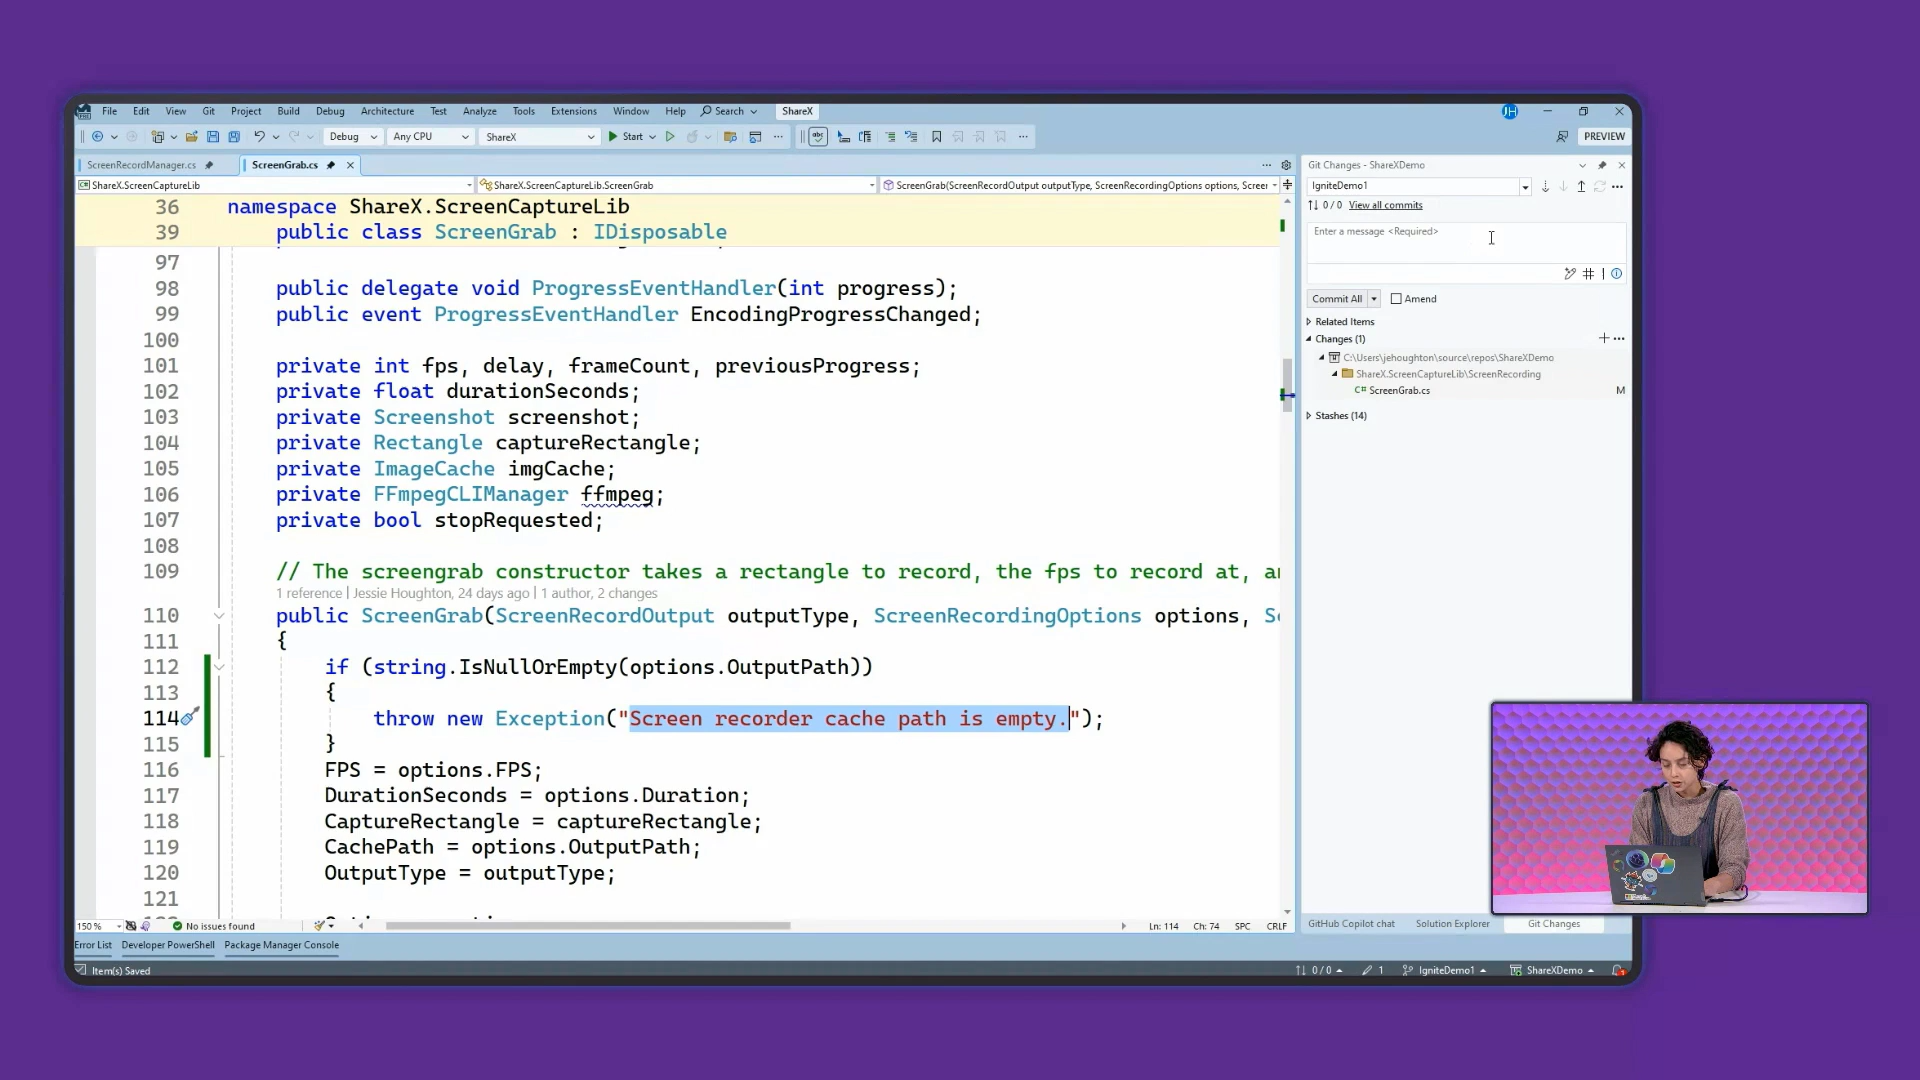 File Edit View Git Project Build Debug Architecture Test Analyze Tools Extensions Window Help Search ShareX JH
Debug Any CPU ShareX Start PREVIEW
ScreenRecordManager.cs ScreenGrab.cs
ShareX.ScreenCaptureLib ShareX.ScreenCaptureLib.ScreenGrab ScreenGrab(ScreenRecordOutput outputType, ScreenRecordingOptions options, Screer
36 namespace ShareX.ScreenCaptureLib
39 public class ScreenGrab : IDisposable
97
98 public delegate void ProgressEventHandler(int progress);
99 public event ProgressEventHandler EncodingProgressChanged;
100
101 private int fps, delay, frameCount, previousProgress;
102 private float durationSeconds;
103 private Screenshot screenshot;
104 private Rectangle captureRectangle;
105 private ImageCache imgCache;
106 private FFmpegCLIManager ffmpeg;
107 private bool stopRequested;
108
109 // The screengrab constructor takes a rectangle to record, the fps to record at, a
1 reference | Jessie Houghton, 24 days ago | 1 author, 2 changes
110 public ScreenGrab(ScreenRecordOutput outputType, ScreenRecordingOptions options, S
111 {
112 if (string.IsNullOrEmpty(options.OutputPath))
113 {
114 throw new Exception("Screen recorder cache path is empty.");
115 }
116 FPS = options.FPS;
117 DurationSeconds = options.Duration;
118 CaptureRectangle = captureRectangle;
119 CachePath = options.OutputPath;
120 OutputType = outputType;
121
150 % No issues found Ln: 114 Ch: 74 SPC CRLF
Error List Developer PowerShell Package Manager Console
Item(s) Saved 0 / 0 1 IgniteDemo1 ShareXDemo
Git Changes - ShareXDemo
IgniteDemo1
0 / 0 View all commits
Enter a message <Required>
Commit All Amend
Related Items
Changes (1)
C:\Users\jehoughton\source\repos\ShareXDemo
ShareX.ScreenCaptureLib\ScreenRecording
C# ScreenGrab.cs M
Stashes (14)
GitHub Copilot chat Solution Explorer Git Changes